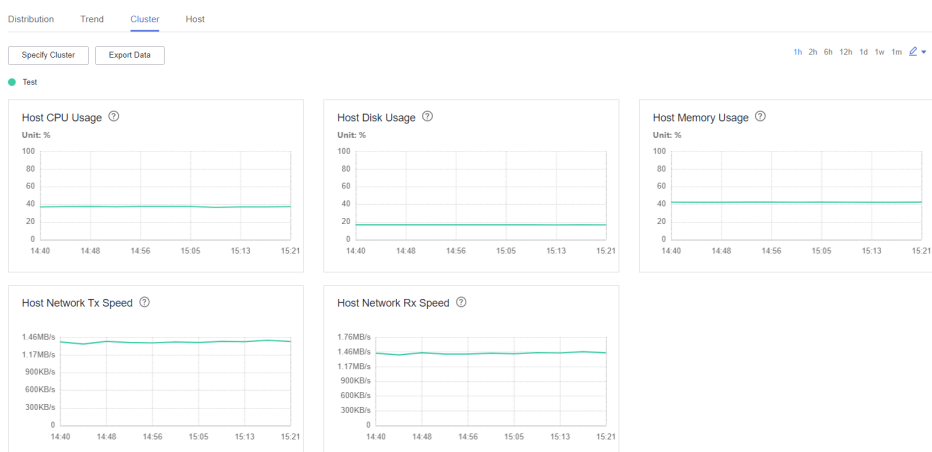 Distribution Trend Cluster Host
Specify Cluster Export Data
1h 2h 6h 12h 1d 1w 1m
Test
Host CPU Usage ?
Unit: %
100
80
60
40
20
0
14:40 14:48 14:56 15:05 15:13 15:21
Host Disk Usage ?
Unit: %
100
80
60
40
20
0
14:40 14:48 14:56 15:05 15:13 15:21
Host Memory Usage ?
Unit: %
100
80
60
40
20
0
14:40 14:48 14:56 15:05 15:13 15:21
Host Network Tx Speed ?
1.46MB/s
1.17MB/s
900KB/s
600KB/s
300KB/s
0
14:40 14:48 14:56 15:05 15:13 15:21
Host Network Rx Speed ?
1.76MB/s
1.46MB/s
1.17MB/s
900KB/s
600KB/s
300KB/s
0
14:40 14:48 14:56 15:05 15:13 15:21